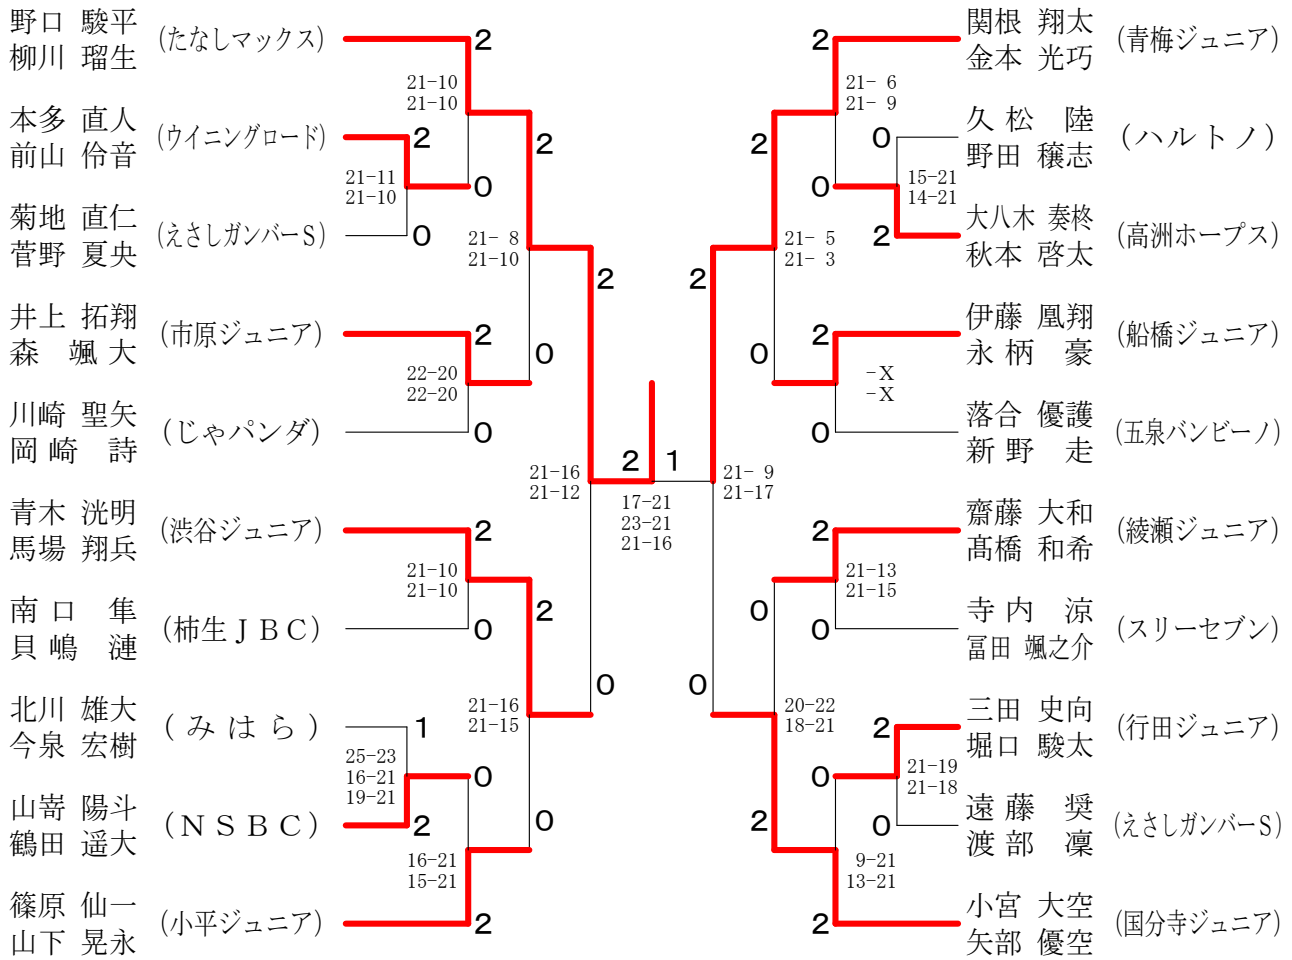 野口 駿平
柳川 瑠生
(たなしマックス)
2
21-10
21-10
本多 直人
前山 伶音
(ウイニングロード)
2
0
21-11
21-10
菊地 直仁
菅野 夏央
(えさしガンバーS)
0
2
21- 8
21-10
井上 拓翔
森 颯大
(市原ジュニア)
2
0
22-20
22-20
川崎 聖矢
岡崎 詩
(じゃパンダ)
0
2
21-16
21-12
青木 洸明
馬場 翔兵
(渋谷ジュニア)
2
21-10
21-10
南口 隼
貝嶋 漣
(柿生JBC)
0
2
0
21-16
21-15
北川 雄大
今泉 宏樹
(みはら)
1
25-23
16-21
19-21
0
山嵜 陽斗
鶴田 遥大
(NSBC)
2
0
16-21
15-21
篠原 仙一
山下 晃永
(小平ジュニア)
2
2 1
17-21
23-21
21-16
関根 翔太
金本 光巧
(青梅ジュニア)
2
21- 6
21- 9
久松 陸
野田 穣志
(ハルトノ)
0
0
15-21
14-21
大八木 奏柊
秋本 啓太
(高洲ホープス)
2
2
21- 5
21- 3
伊藤 凰翔
永柄 豪
(船橋ジュニア)
2
0
-X
-X
落合 優護
新野 走
(五泉バンビーノ)
0
2
21- 9
21-17
齋藤 大和
髙橋 和希
(綾瀬ジュニア)
2
21-13
21-15
寺内 涼
冨田 颯之介
(スリーセブン)
0
0
0
20-22
18-21
三田 史向
堀口 駿太
(行田ジュニア)
2
0
21-19
21-18
遠藤 奨
渡部 凜
(えさしガンバーS)
0
2
9-21
13-21
小宮 大空
矢部 優空
(国分寺ジュニア)
2